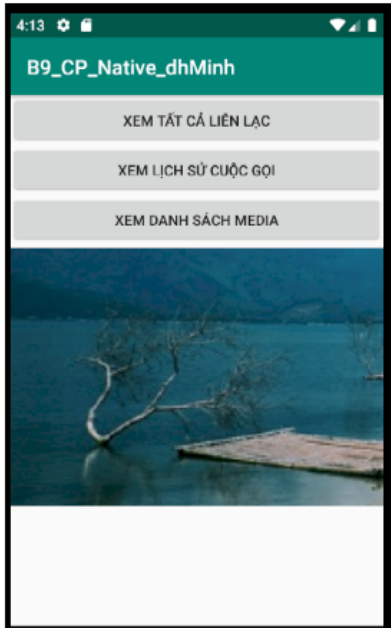 4:13
B9_CP_Native_dhMinh
XEM TẤT CẢ LIÊN LẠC
XEM LỊCH SỬ CUỘC GỌI
XEM DANH SÁCH MEDIA